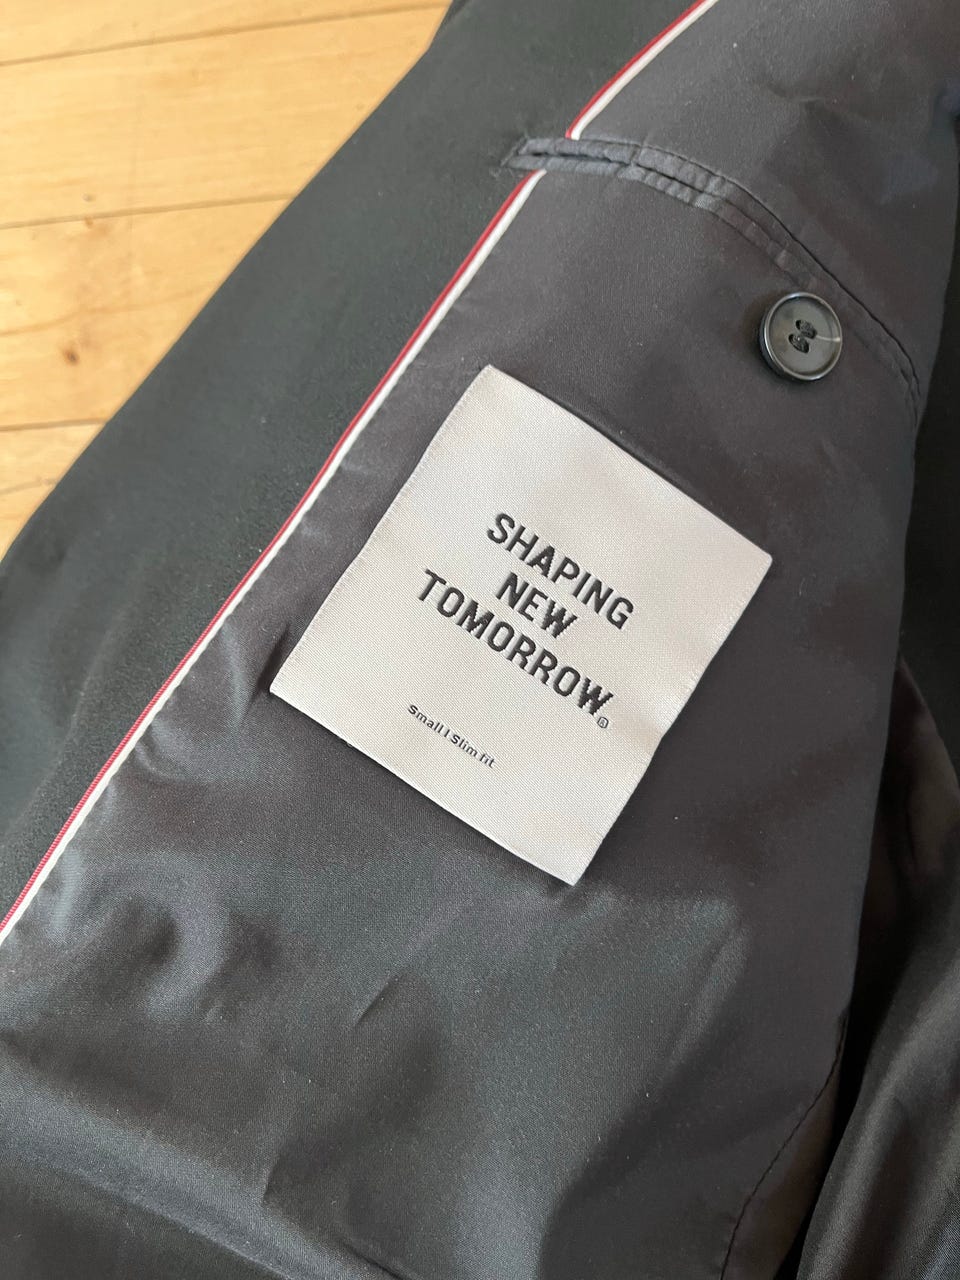 SHAPING
NEW
TOMORROW®
Small | Slim fit